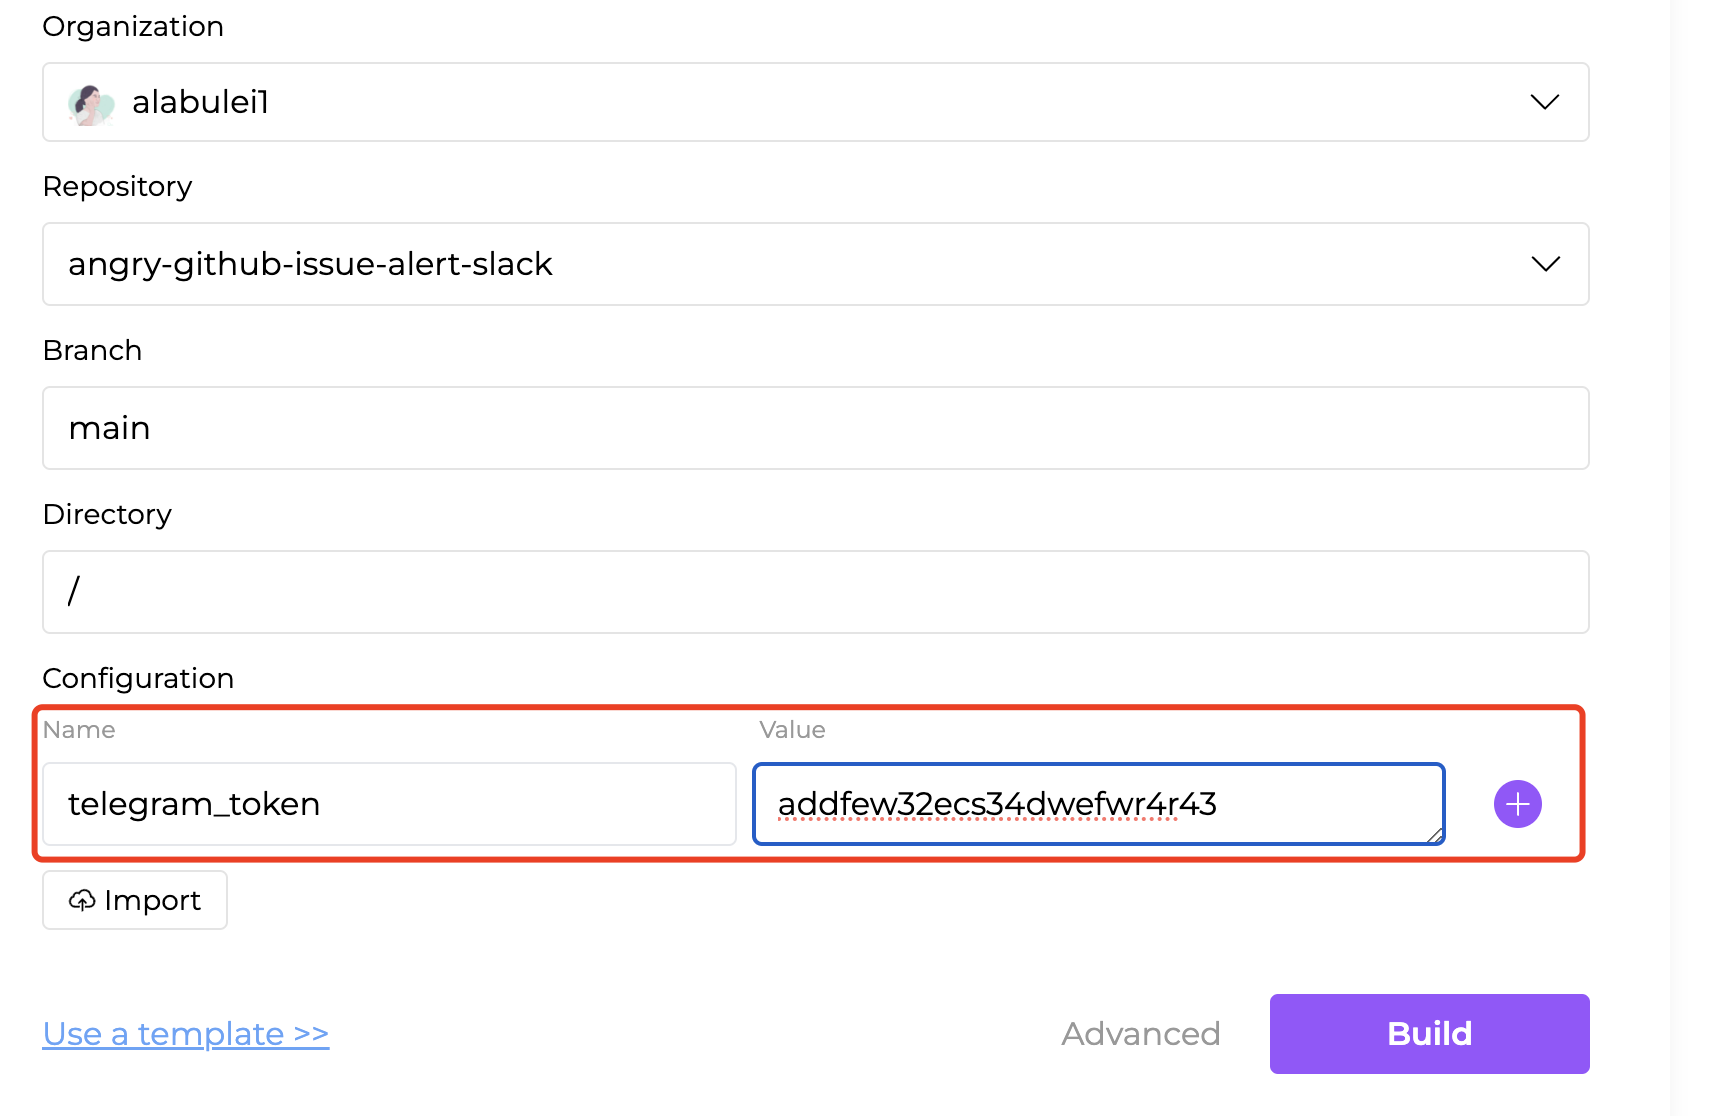 Organization
alabulei1
Repository
angry-github-issue-alert-slack
Branch
main
Directory
/
Configuration
Name Value
telegram_token addfew32ecs34dwefwr4r43
Import
Use a template >> Advanced Build